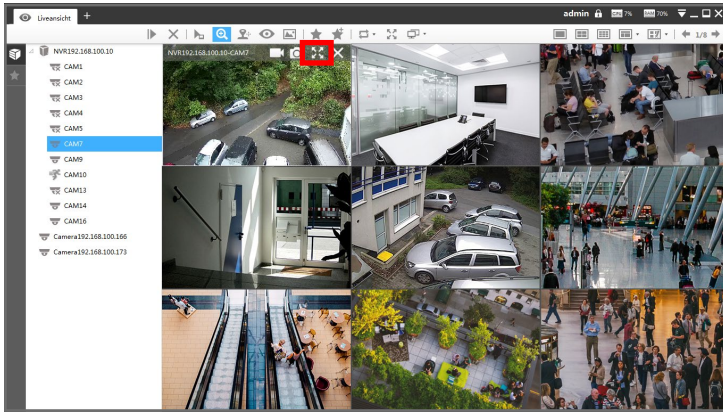 Liveansicht +
admin CPU 7% RAM 70%
1/8
NVR192.168.100.10
CAM1
CAM2
CAM3
CAM4
CAM5
CAM7
CAM9
CAM10
CAM13
CAM14
CAM16
Camera192.168.100.166
Camera192.168.100.173
NVR192.168.100.10-CAM7